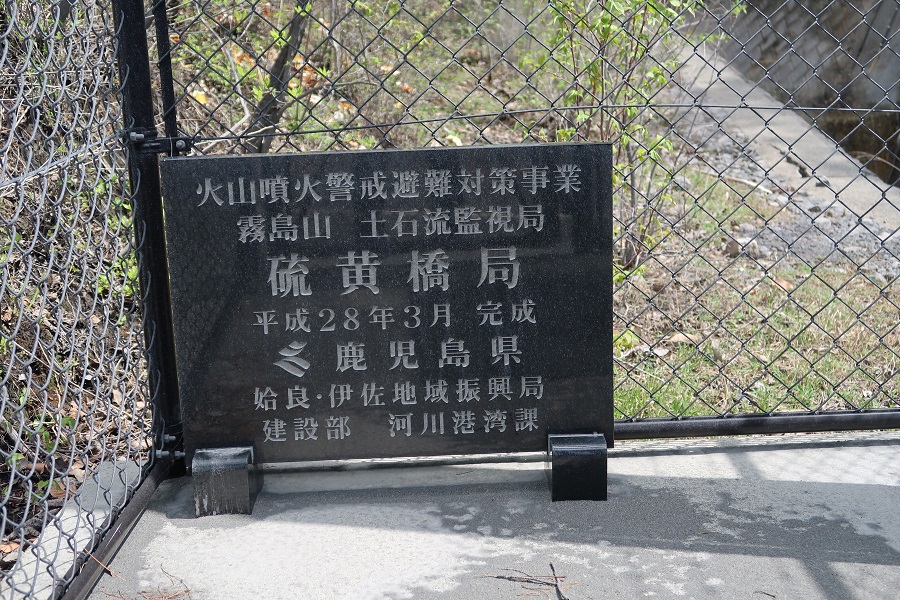 火山噴火警戒避難対策事業
霧島山 土石流監視局
硫黄橋局
平成28年3月 完成
鹿児島県
姶良・伊佐地域振興局
建設部 河川港湾課